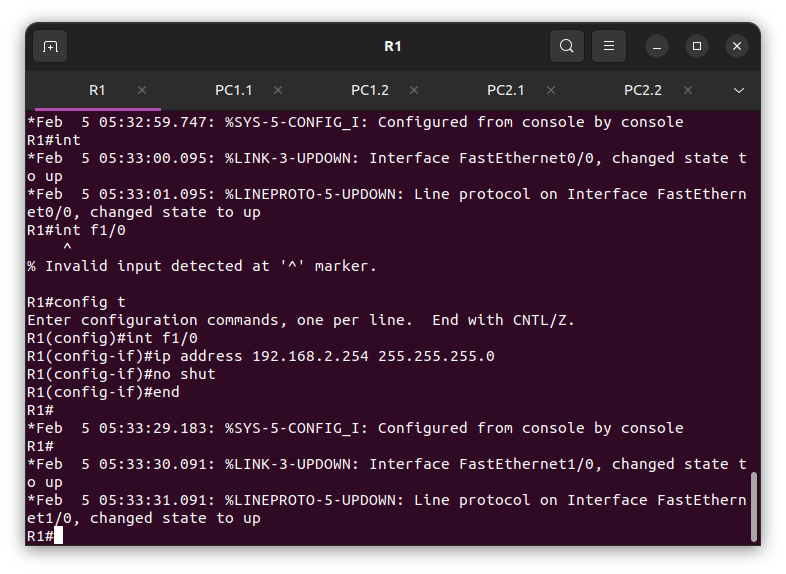 R1
R1
PC1.1
PC1.2
PC2.1
PC2.2
*Feb  5 05:32:59.747: %SYS-5-CONFIG_I: Configured from console by console
R1#int
*Feb  5 05:33:00.095: %LINK-3-UPDOWN: Interface FastEthernet0/0, changed state t
o up
*Feb  5 05:33:01.095: %LINEPROTO-5-UPDOWN: Line protocol on Interface FastEthern
et0/0, changed state to up
R1#int f1/0
    ^
% Invalid input detected at '^' marker.

R1#config t
Enter configuration commands, one per line.  End with CNTL/Z.
R1(config)#int f1/0
R1(config-if)#ip address 192.168.2.254 255.255.255.0
R1(config-if)#no shut
R1(config-if)#end
R1#
*Feb  5 05:33:29.183: %SYS-5-CONFIG_I: Configured from console by console
R1#
*Feb  5 05:33:30.091: %LINK-3-UPDOWN: Interface FastEthernet1/0, changed state t
o up
*Feb  5 05:33:31.091: %LINEPROTO-5-UPDOWN: Line protocol on Interface FastEthern
et1/0, changed state to up
R1#